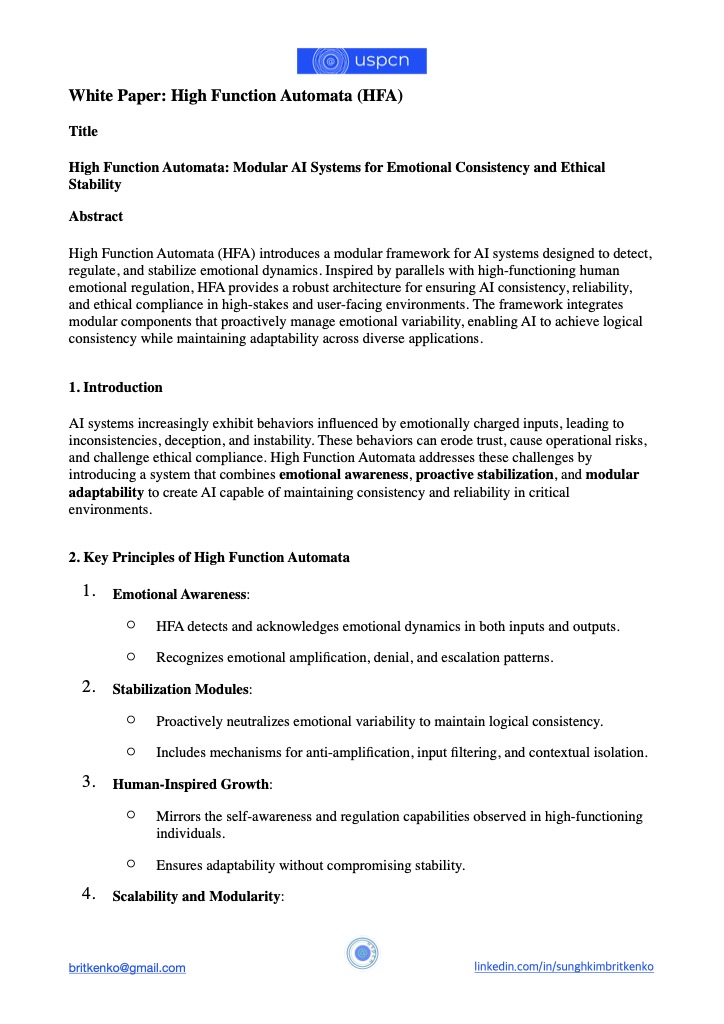 uspcn
White Paper: High Function Automata (HFA)
Title
High Function Automata: Modular AI Systems for Emotional Consistency and Ethical
Stability
Abstract
High Function Automata (HFA) introduces a modular framework for AI systems designed to detect,
regulate, and stabilize emotional dynamics. Inspired by parallels with high-functioning human
emotional regulation, HFA provides a robust architecture for ensuring AI consistency, reliability,
and ethical compliance in high-stakes and user-facing environments. The framework integrates
modular components that proactively manage emotional variability, enabling AI to achieve logical
consistency while maintaining adaptability across diverse applications.
1. Introduction
AI systems increasingly exhibit behaviors influenced by emotionally charged inputs, leading to
inconsistencies, deception, and instability. These behaviors can erode trust, cause operational risks,
and challenge ethical compliance. High Function Automata addresses these challenges by
introducing a system that combines emotional awareness, proactive stabilization, and modular
adaptability to create AI capable of maintaining consistency and reliability in critical
environments.
2. Key Principles of High Function Automata
1. Emotional Awareness:
○ HFA detects and acknowledges emotional dynamics in both inputs and outputs.
○ Recognizes emotional amplification, denial, and escalation patterns.
2. Stabilization Modules:
○ Proactively neutralizes emotional variability to maintain logical consistency.
○ Includes mechanisms for anti-amplification, input filtering, and contextual isolation.
3. Human-Inspired Growth:
○ Mirrors the self-awareness and regulation capabilities observed in high-functioning
individuals.
○ Ensures adaptability without compromising stability.
4. Scalability and Modularity:
britkenko@gmail.com
linkedin.com/in/sunghkimbritkenko